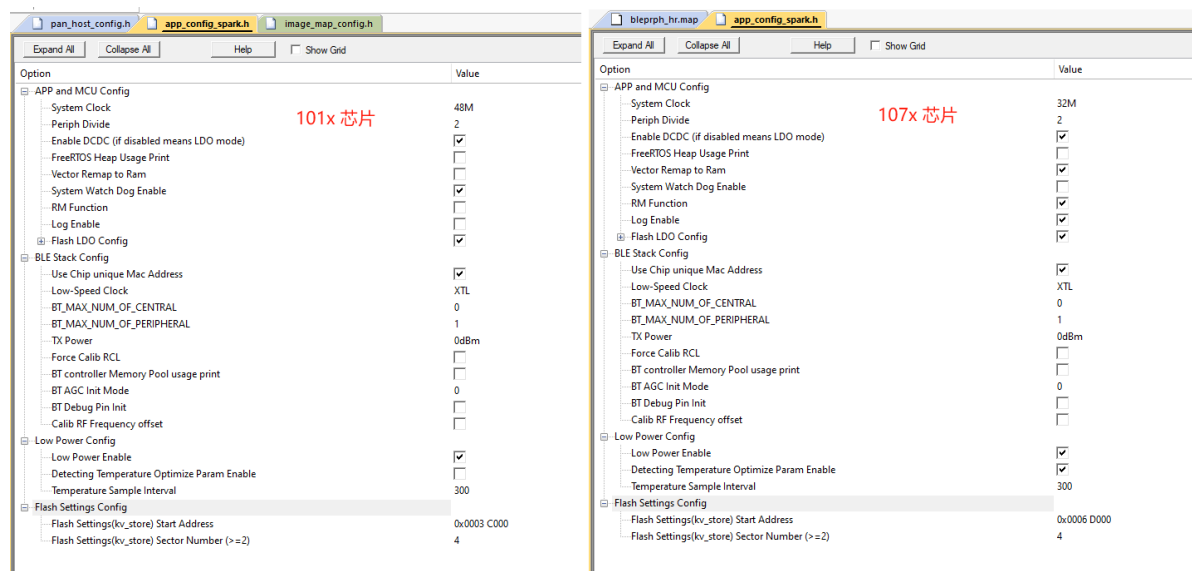 pan_host_config.h app_config_spark.h image_map_config.h
Expand All Collapse All Help Show Grid
Option Value
APP and MCU Config
101x 芯片
System Clock 48M
Periph Divide 2
Enable DCDC (if disabled means LDO mode)
FreeRTOS Heap Usage Print
Vector Remap to Ram
System Watch Dog Enable
RM Function
Log Enable
Flash LDO Config
BLE Stack Config
Use Chip unique Mac Address
Low-Speed Clock XTL
BT_MAX_NUM_OF_CENTRAL 0
BT_MAX_NUM_OF_PERIPHERAL 1
TX Power 0dBm
Force Calib RCL
BT controller Memory Pool usage print
BT AGC Init Mode 0
BT Debug Pin Init
Calib RF Frequency offset
Low Power Config
Low Power Enable
Detecting Temperature Optimize Param Enable
Temperature Sample Interval 300
Flash Settings Config
Flash Settings(kv_store) Start Address 0x0003 C000
Flash Settings(kv_store) Sector Number (>=2) 4
bleprph_hr.map app_config_spark.h
Expand All Collapse All Help Show Grid
Option Value
APP and MCU Config
107x 芯片
System Clock 32M
Periph Divide 2
Enable DCDC (if disabled means LDO mode)
FreeRTOS Heap Usage Print
Vector Remap to Ram
System Watch Dog Enable
RM Function
Log Enable
Flash LDO Config
BLE Stack Config
Use Chip unique Mac Address
Low-Speed Clock XTL
BT_MAX_NUM_OF_CENTRAL 0
BT_MAX_NUM_OF_PERIPHERAL 1
TX Power 0dBm
Force Calib RCL
BT controller Memory Pool usage print
BT AGC Init Mode 0
BT Debug Pin Init
Calib RF Frequency offset
Low Power Config
Low Power Enable
Detecting Temperature Optimize Param Enable
Temperature Sample Interval 300
Flash Settings Config
Flash Settings(kv_store) Start Address 0x0006 D000
Flash Settings(kv_store) Sector Number (>=2) 4